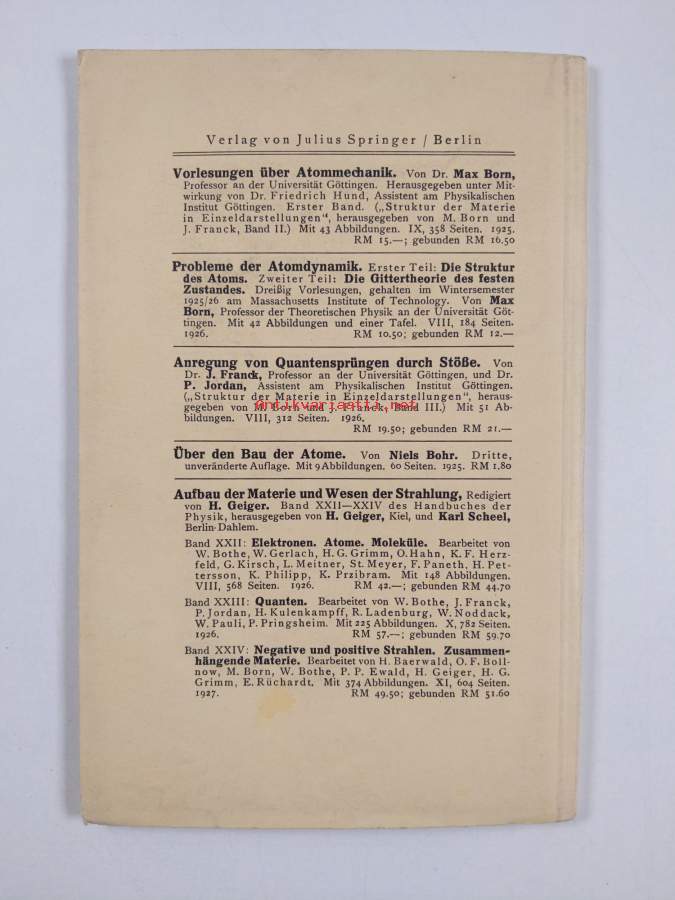 Verlag von Julius Springer / Berlin
Vorlesungen über Atommechanik. Von Dr. Max Born,
Professor an der Universität Göttingen. Herausgegeben unter Mit-
wirkung von Dr. Friedrich Hund, Assistent am Physikalischen
Institut Göttingen. Erster Band. („Struktur der Materie
in Einzeldarstellungen“, herausgegeben von M. Born und
J. Franck, Band II.) Mit 43 Abbildungen. IX, 358 Seiten. 1925.
RM 15.—; gebunden RM 16.50
Probleme der Atomdynamik. Erster Teil: Die Struktur
des Atoms. Zweiter Teil: Die Gittertheorie des festen
Zustandes. Dreißig Vorlesungen, gehalten im Wintersemester
1925/26 am Massachusetts Institute of Technology. Von Max
Born, Professor der Theoretischen Physik an der Universität Göt-
tingen. Mit 42 Abbildungen und einer Tafel. VIII, 184 Seiten.
1926. RM 10.50; gebunden RM 12.—
Anregung von Quantensprüngen durch Stöße. Von
Dr. J. Franck, Professor an der Universität Göttingen, und Dr.
P. Jordan, Assistent am Physikalischen Institut Göttingen.
(„Struktur der Materie in Einzeldarstellungen“, heraus-
gegeben von M. Born und J. Franck, Band III.) Mit 51 Ab-
bildungen. VIII, 312 Seiten. 1926.
RM 19.50; gebunden RM 21.—
antikvariaatti.net
Über den Bau der Atome. Von Niels Bohr. Dritte,
unveränderte Auflage. Mit 9 Abbildungen. 60 Seiten. 1925. RM 1.80
Aufbau der Materie und Wesen der Strahlung, Redigiert
von H. Geiger. Band XXII—XXIV des Handbuches der
Physik, herausgegeben von H. Geiger, Kiel, und Karl Scheel,
Berlin-Dahlem.
Band XXII: Elektronen. Atome. Moleküle. Bearbeitet von
W. Bothe, W. Gerlach, H. G. Grimm, O. Hahn, K. F. Herz-
feld, G. Kirsch, L. Meitner, St. Meyer, F. Paneth, H. Pet-
tersson, K. Philipp, K. Przibram. Mit 148 Abbildungen.
VIII, 568 Seiten. 1926. RM 42.—; gebunden RM 44.70
Band XXIII: Quanten. Bearbeitet von W. Bothe, J. Franck,
P. Jordan, H. Kulenkampff, R. Ladenburg, W. Noddack,
W. Pauli, P. Pringsheim. Mit 225 Abbildungen. X, 782 Seiten.
1926. RM 57.—; gebunden RM 59.70
Band XXIV: Negative und positive Strahlen. Zusammen-
hängende Materie. Bearbeitet von H. Baerwald, O. F. Boll-
now, M. Born, W. Bothe, P. P. Ewald, H. Geiger, H. G.
Grimm, E. Rüchardt. Mit 374 Abbildungen. XI, 604 Seiten.
1927. RM 49.50; gebunden RM 51.60